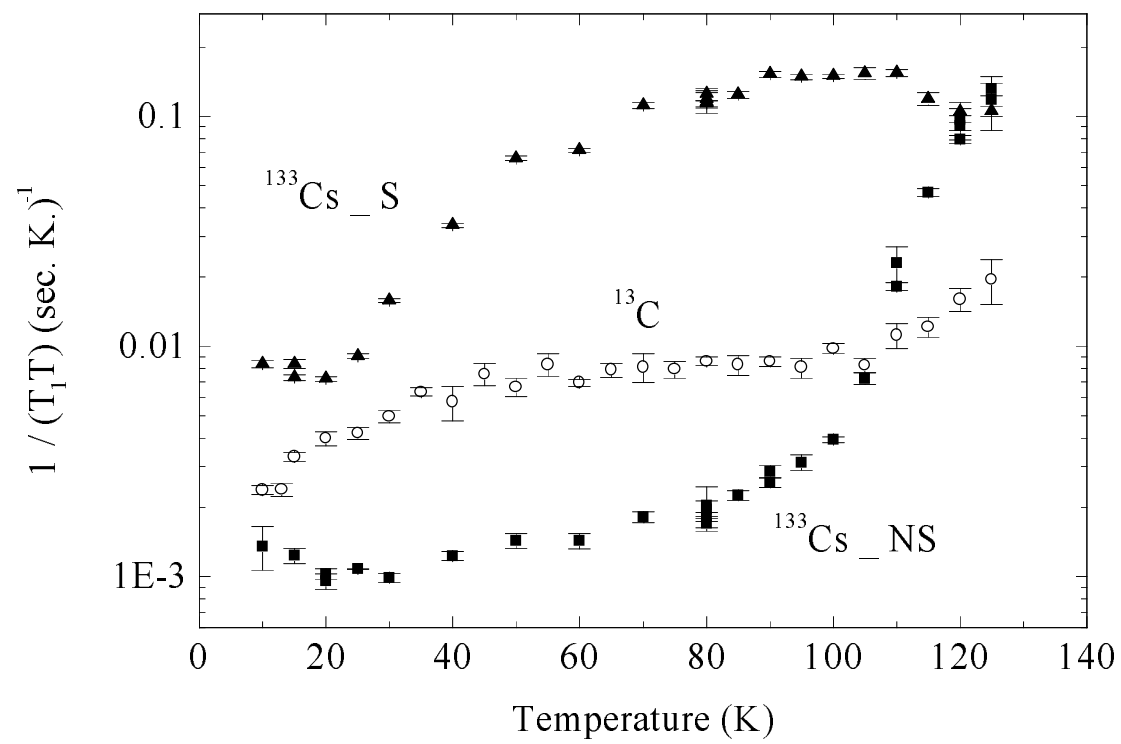 1 / (T₁T) (sec. K.)⁻¹
0.1
0.01
1E-3
¹³³Cs _ S
¹³C
¹³³Cs _ NS
0 20 40 60 80 100 120 140
Temperature (K)